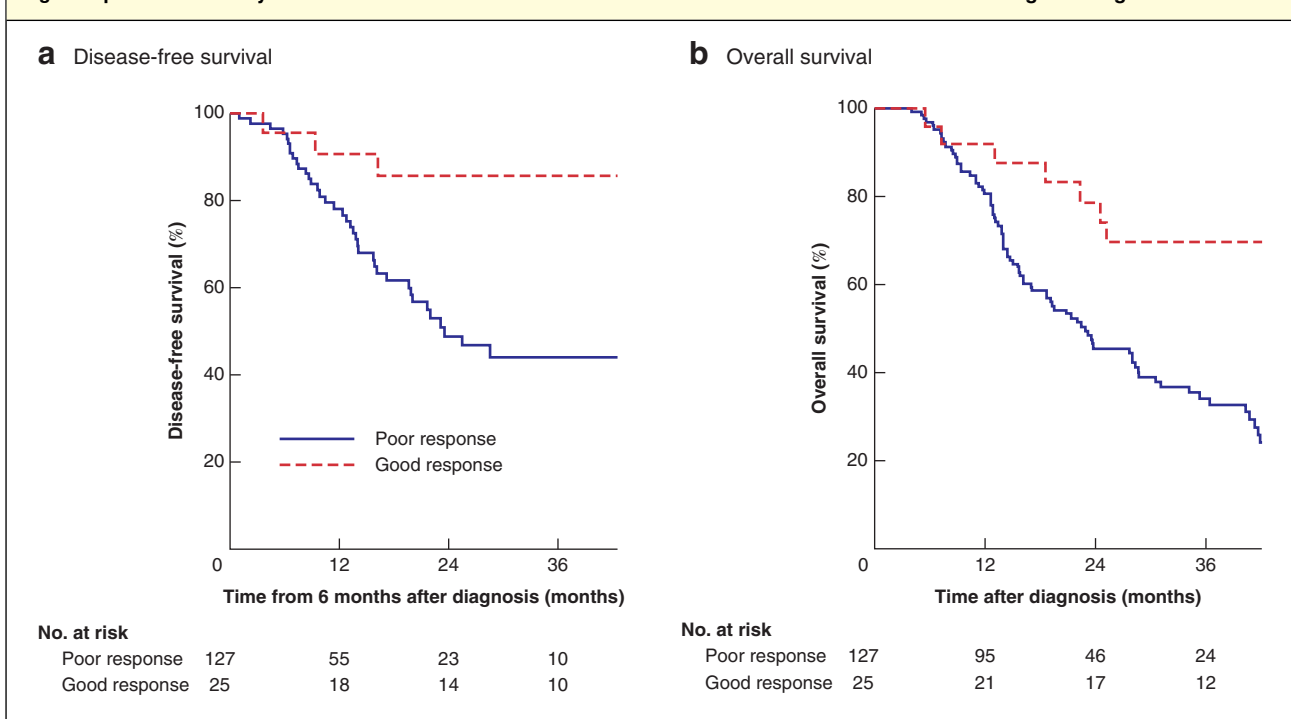 a Disease-free survival
100
80
60
40
20
0 12 24 36
Disease-free survival (%)
Poor response
Good response
Time from 6 months after diagnosis (months)
No. at risk
Poor response 127 55 23 10
Good response 25 18 14 10
b Overall survival
100
80
60
40
20
0 12 24 36
Overall survival (%)
Time after diagnosis (months)
No. at risk
Poor response 127 95 46 24
Good response 25 21 17 12